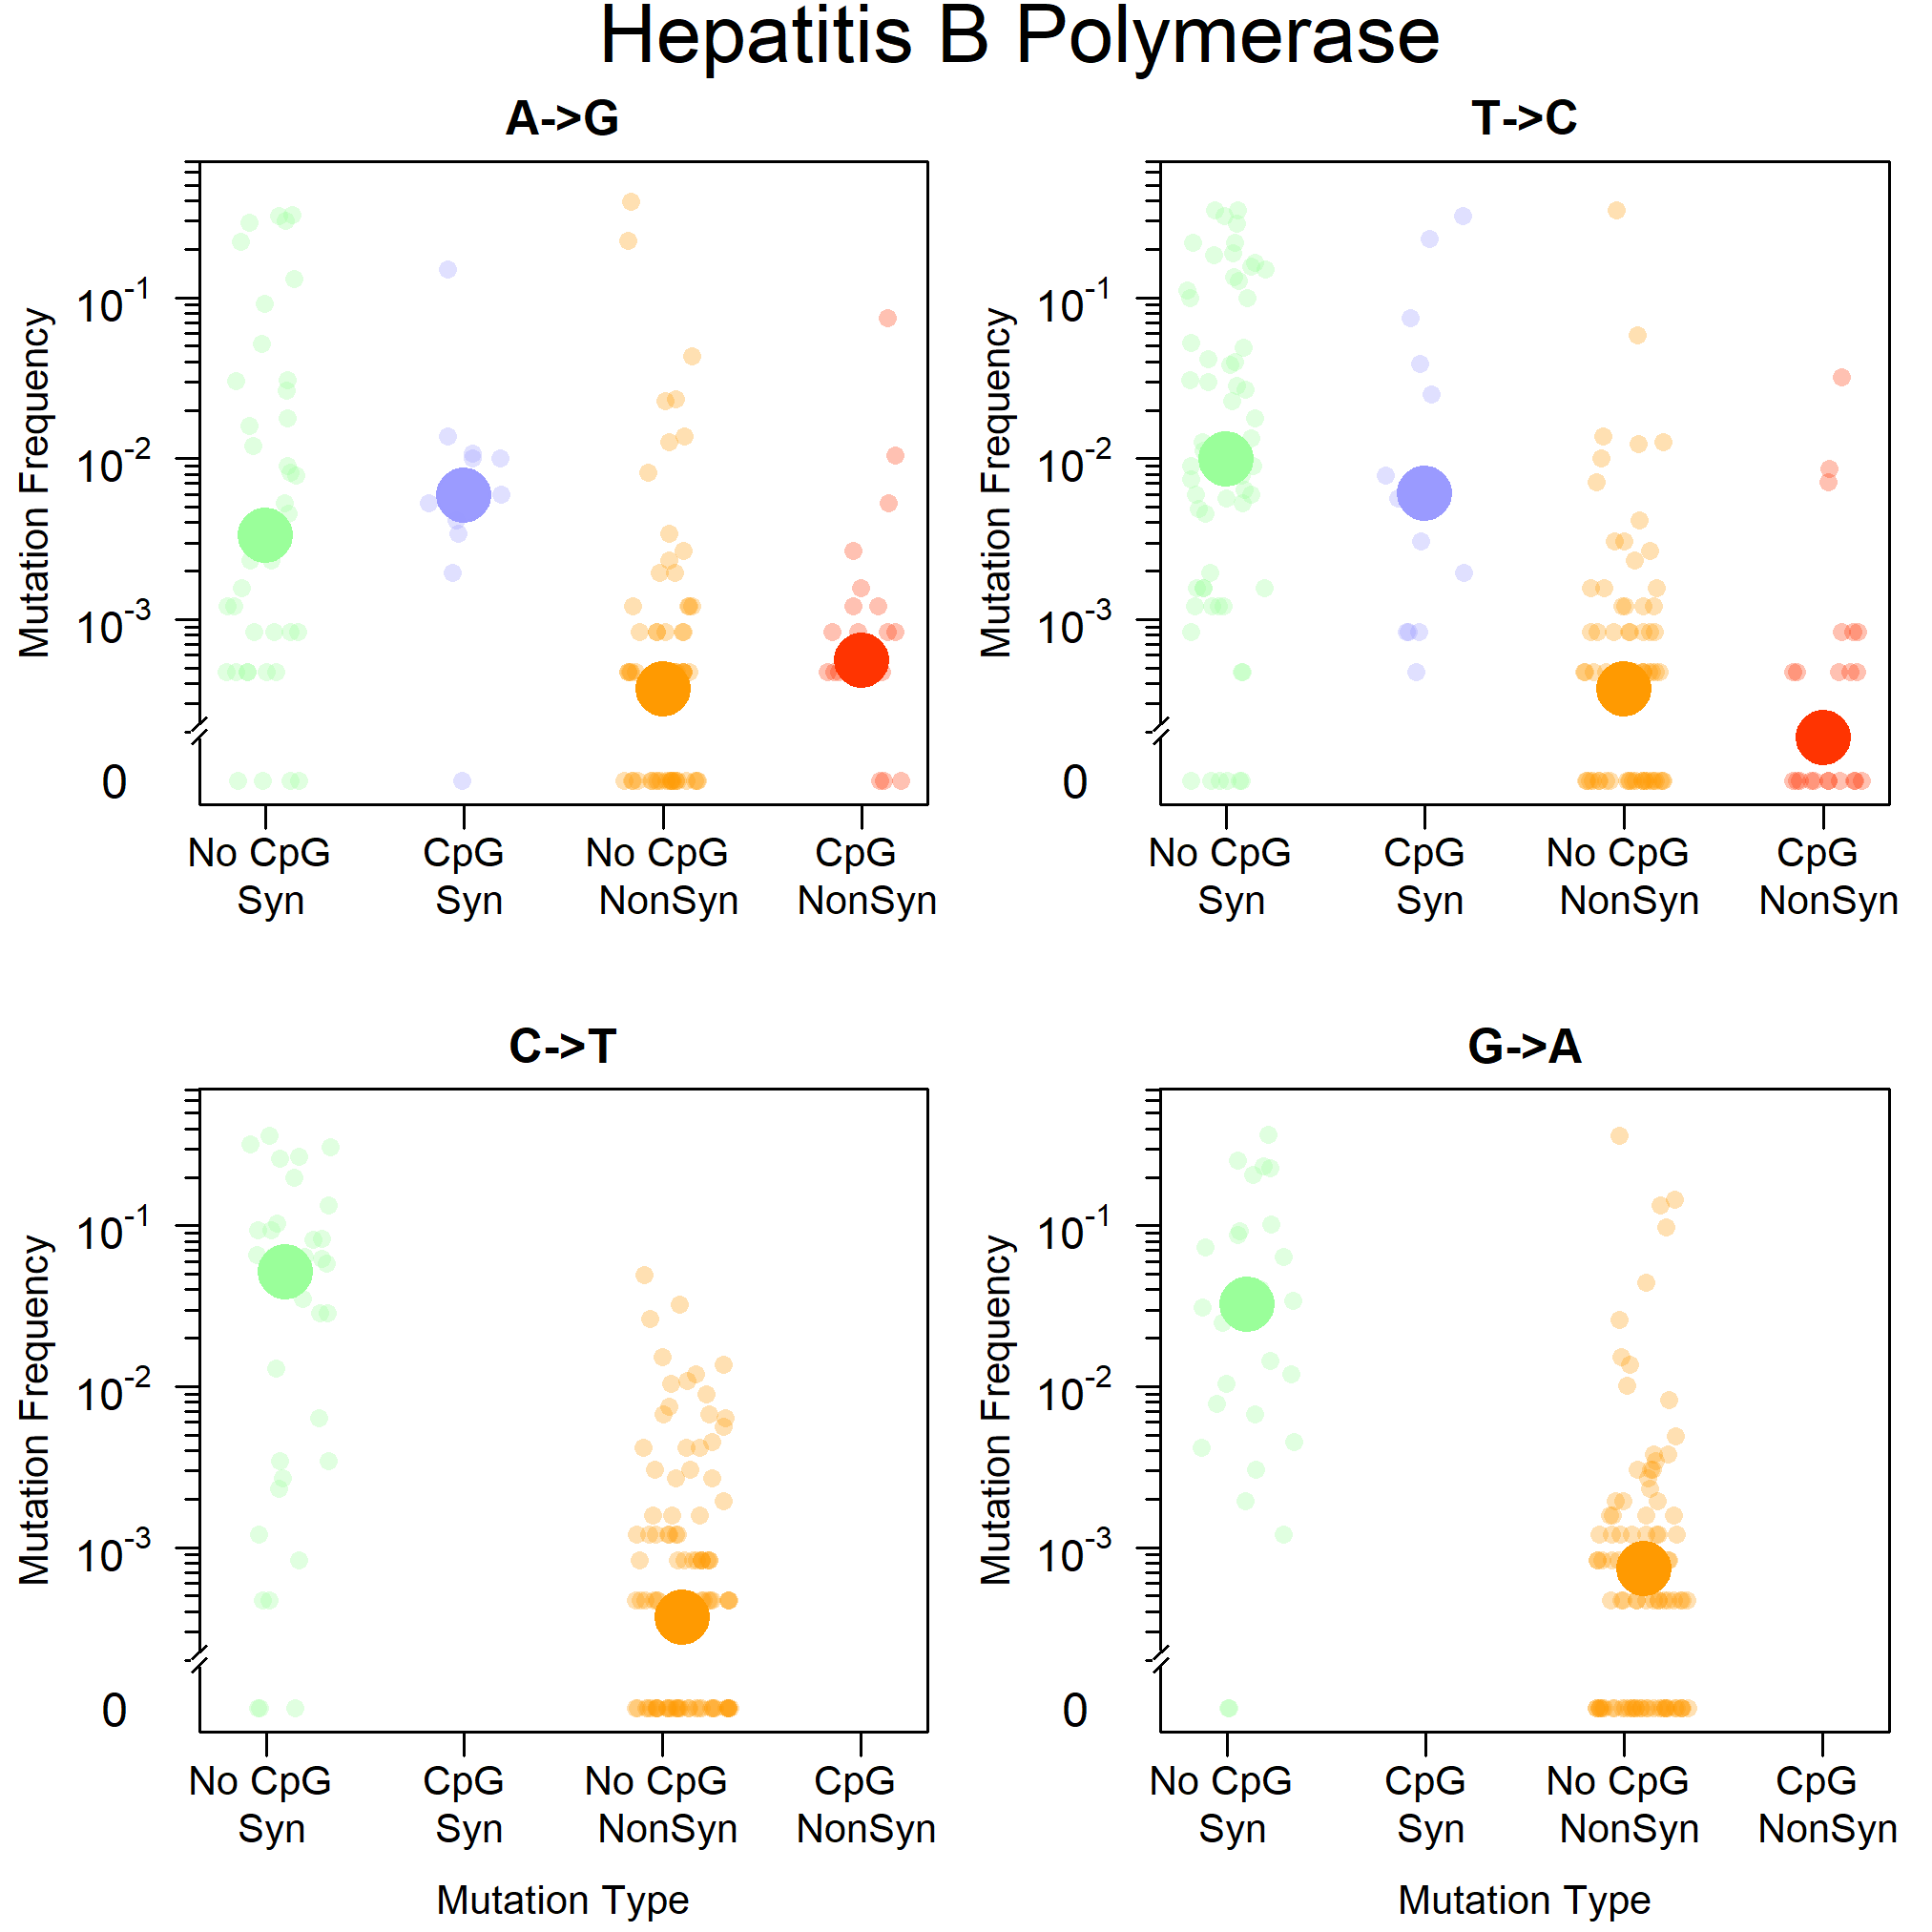 Hepatitis B Polymerase
A->G
Mutation Frequency
10-1
10-2
10-3
0
No CpG Syn
CpG Syn
No CpG NonSyn
CpG NonSyn
T->C
Mutation Frequency
10-1
10-2
10-3
0
No CpG Syn
CpG Syn
No CpG NonSyn
CpG NonSyn
C->T
Mutation Frequency
10-1
10-2
10-3
0
No CpG Syn
CpG Syn
No CpG NonSyn
CpG NonSyn
Mutation Type
G->A
Mutation Frequency
10-1
10-2
10-3
0
No CpG Syn
CpG Syn
No CpG NonSyn
CpG NonSyn
Mutation Type